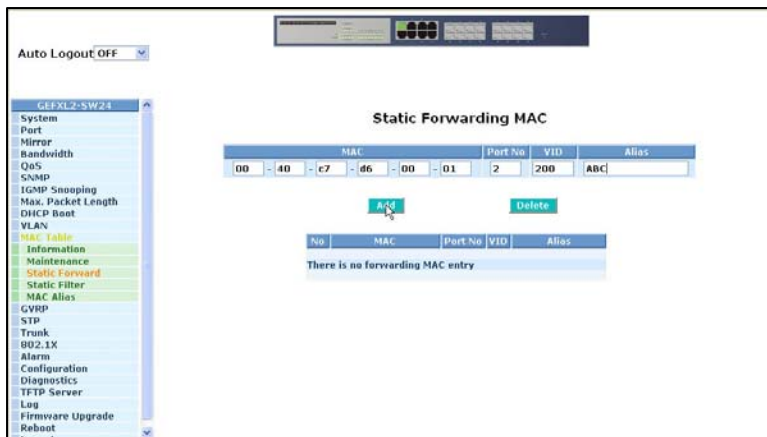 Auto Logout OFF
GEFXL2-SW24
System
Port
Mirror
Bandwidth
QoS
SNMP
IGMP Snooping
Max. Packet Length
DHCP Boot
VLAN
MAC Table
Information
Maintenance
Static Forward
Static Filter
MAC Alias
GVRP
STP
Trunk
802.1X
Alarm
Configuration
Diagnostics
TFTP Server
Log
Firmware Upgrade
Reboot
Static Forwarding MAC
MAC Port No VID Alias
00 - 40 - c7 - d6 - 00 - 01 2 200 ABC
Add Delete
No MAC Port No VID Alias
There is no forwarding MAC entry